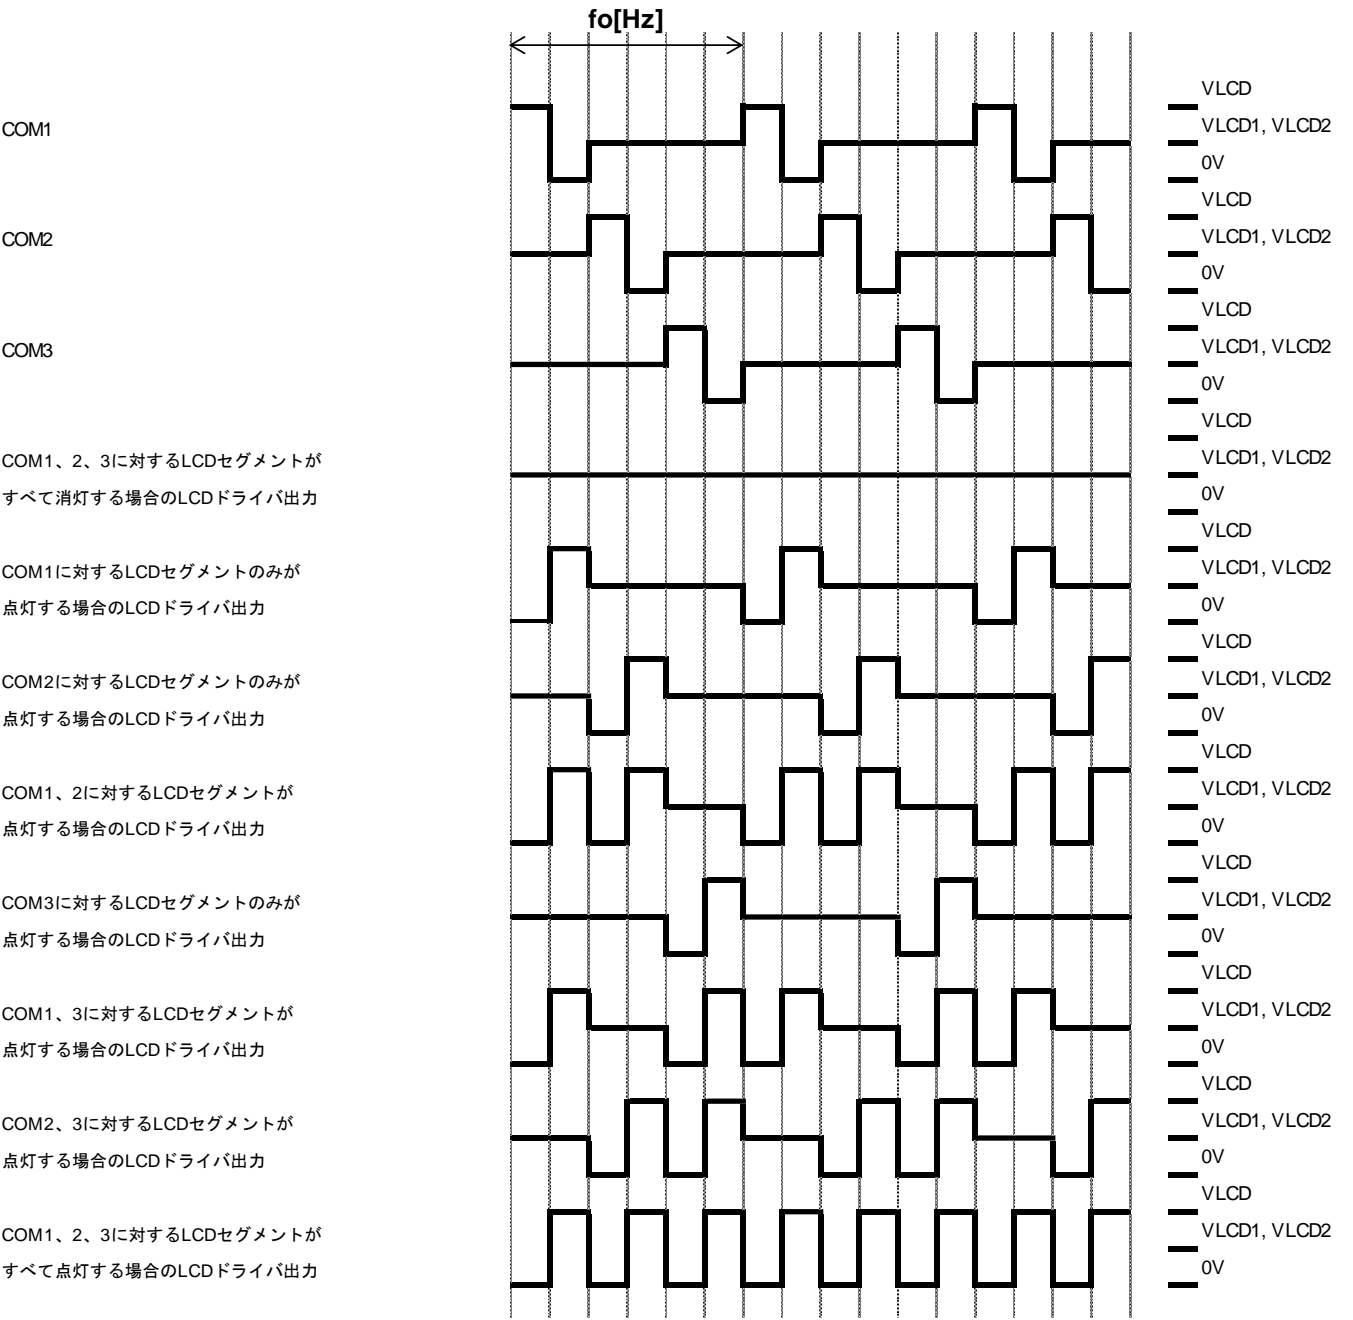 fo[Hz]
VLCD
COM1
VLCD1, VLCD2
0V
VLCD
COM2
VLCD1, VLCD2
0V
VLCD
COM3
VLCD1, VLCD2
0V
VLCD
COM1、2、3に対するLCDセグメントが
VLCD1, VLCD2
すべて消灯する場合のLCDドライバ出力
0V
VLCD
COM1に対するLCDセグメントのみが
VLCD1, VLCD2
点灯する場合のLCDドライバ出力
0V
VLCD
COM2に対するLCDセグメントのみが
VLCD1, VLCD2
点灯する場合のLCDドライバ出力
0V
VLCD
COM1、2に対するLCDセグメントが
VLCD1, VLCD2
点灯する場合のLCDドライバ出力
0V
VLCD
COM3に対するLCDセグメントのみが
VLCD1, VLCD2
点灯する場合のLCDドライバ出力
0V
VLCD
COM1、3に対するLCDセグメントが
VLCD1, VLCD2
点灯する場合のLCDドライバ出力
0V
VLCD
COM2、3に対するLCDセグメントが
VLCD1, VLCD2
点灯する場合のLCDドライバ出力
0V
VLCD
COM1、2、3に対するLCDセグメントが
VLCD1, VLCD2
すべて点灯する場合のLCDドライバ出力
0V